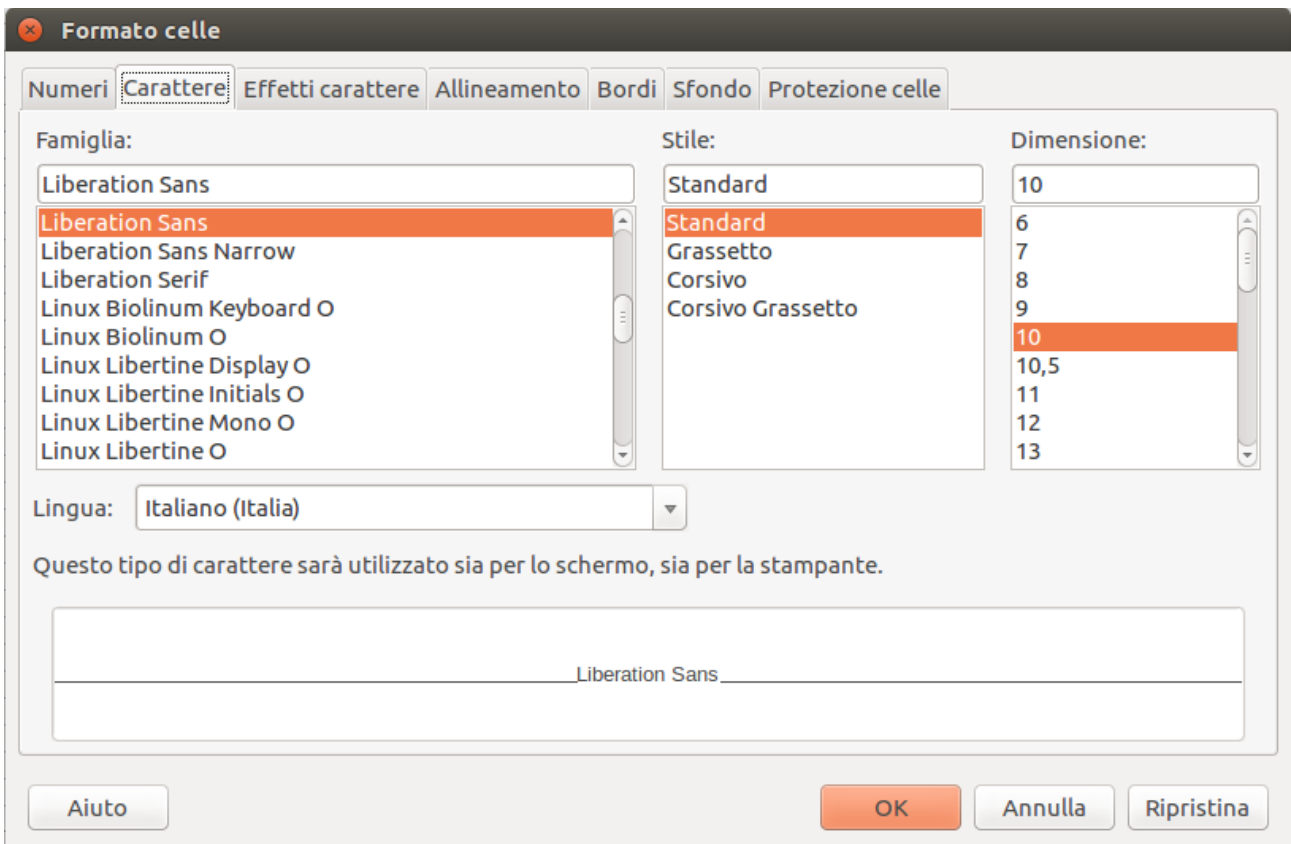 Formato celle
Numeri Carattere Effetti carattere Allineamento Bordi Sfondo Protezione celle
Famiglia: Stile: Dimensione:
Liberation Sans Standard 10
Liberation Sans Standard 6
Liberation Sans Narrow Grassetto 7
Liberation Serif Corsivo 8
Linux Biolinum Keyboard O Corsivo Grassetto 9
Linux Biolinum O 10
Linux Libertine Display O 10,5
Linux Libertine Initials O 11
Linux Libertine Mono O 12
Linux Libertine O 13
Lingua: Italiano (Italia)
Questo tipo di carattere sarà utilizzato sia per lo schermo, sia per la stampante.
Liberation Sans
Aiuto OK Annulla Ripristina